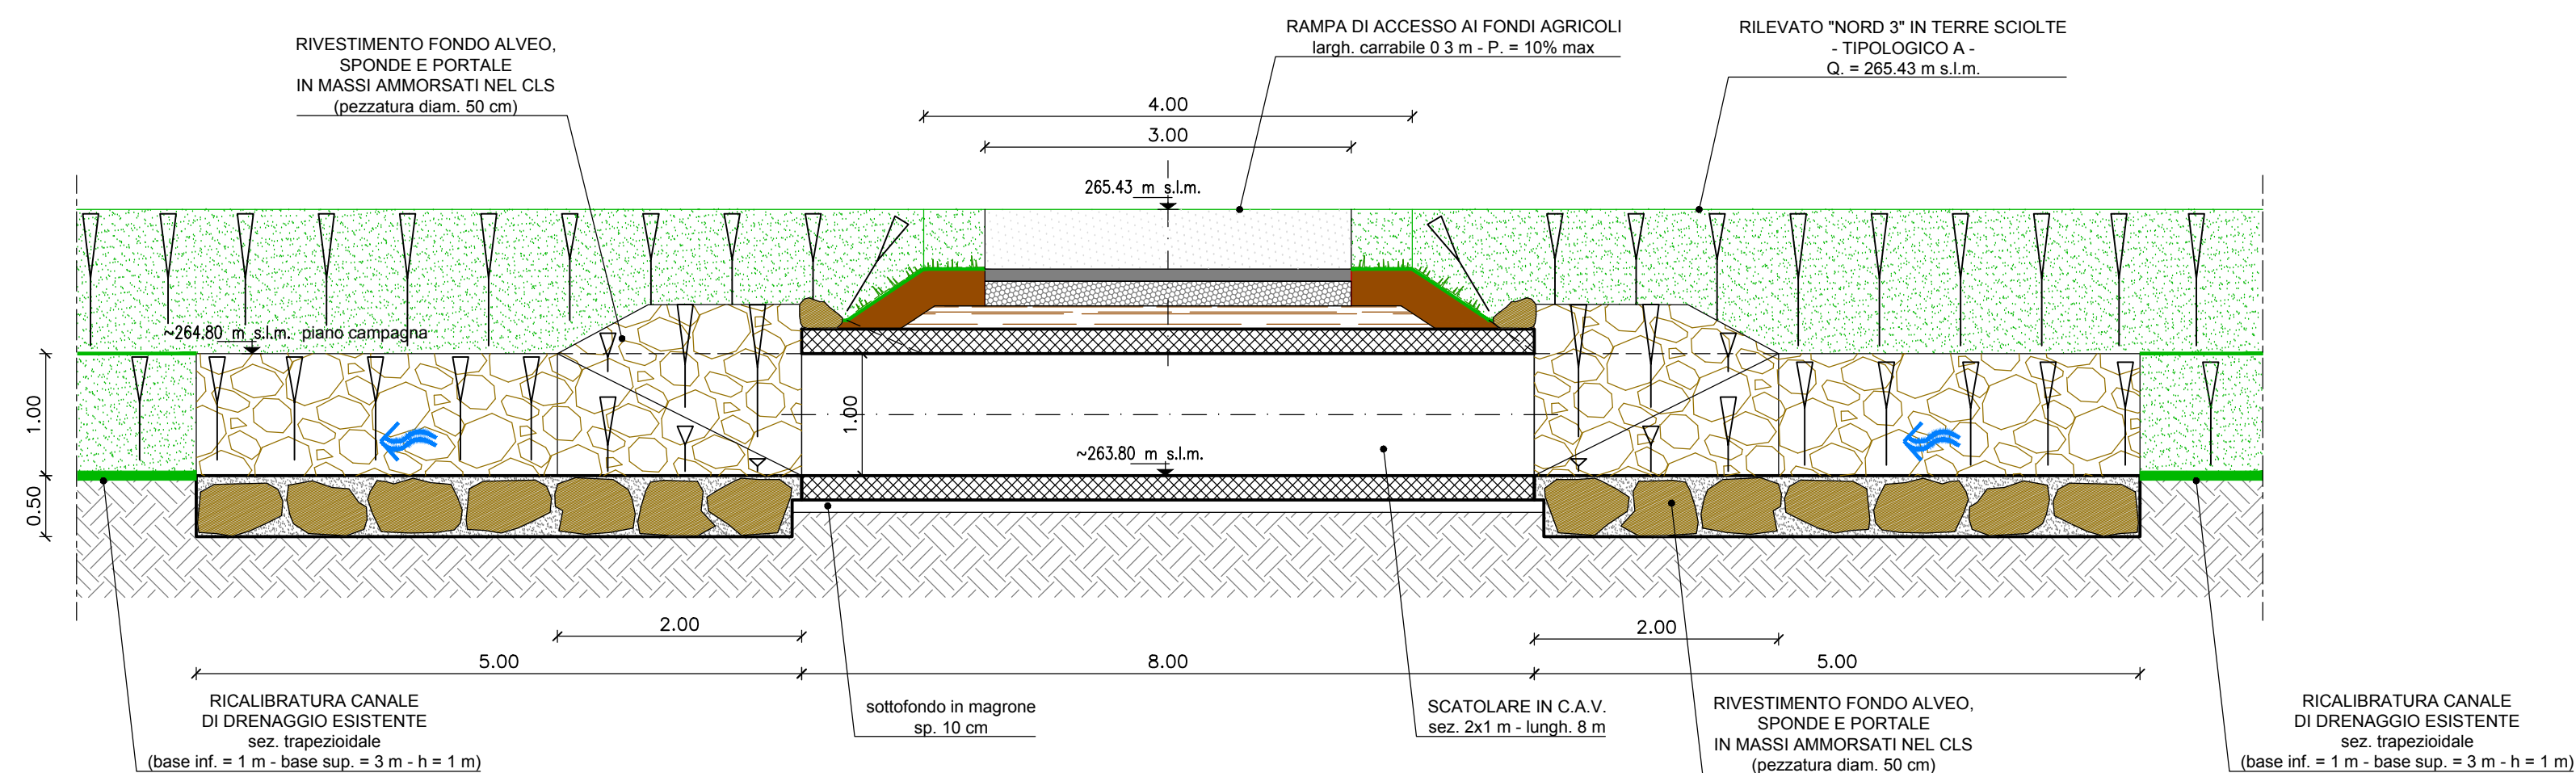 RIVESTIMENTO FONDO ALVEO,
SPONDE E PORTALE
IN MASSI AMMORSATI NEL CLS
(pezzatura diam. 50 cm)
RAMPA DI ACCESSO AI FONDI AGRICOLI
largh. carrabile 0 3 m - P. = 10% max
RILEVATO "NORD 3" IN TERRE SCIOLTE
- TIPOLOGICO A -
Q. = 265.43 m s.l.m.
4.00
3.00
265.43 m s.l.m.
~264.80 m s.l.m. piano campagna
1.00
0.50
1.00
~263.80 m s.l.m.
2.00
2.00
5.00
8.00
5.00
RICALIBRATURA CANALE
DI DRENAGGIO ESISTENTE
sez. trapezioidale
(base inf. = 1 m - base sup. = 3 m - h = 1 m)
sottofondo in magrone
sp. 10 cm
SCATOLARE IN C.A.V.
sez. 2x1 m - lungh. 8 m
RIVESTIMENTO FONDO ALVEO,
SPONDE E PORTALE
IN MASSI AMMORSATI NEL CLS
(pezzatura diam. 50 cm)
RICALIBRATURA CANALE
DI DRENAGGIO ESISTENTE
sez. trapezioidale
(base inf. = 1 m - base sup. = 3 m - h = 1 m)